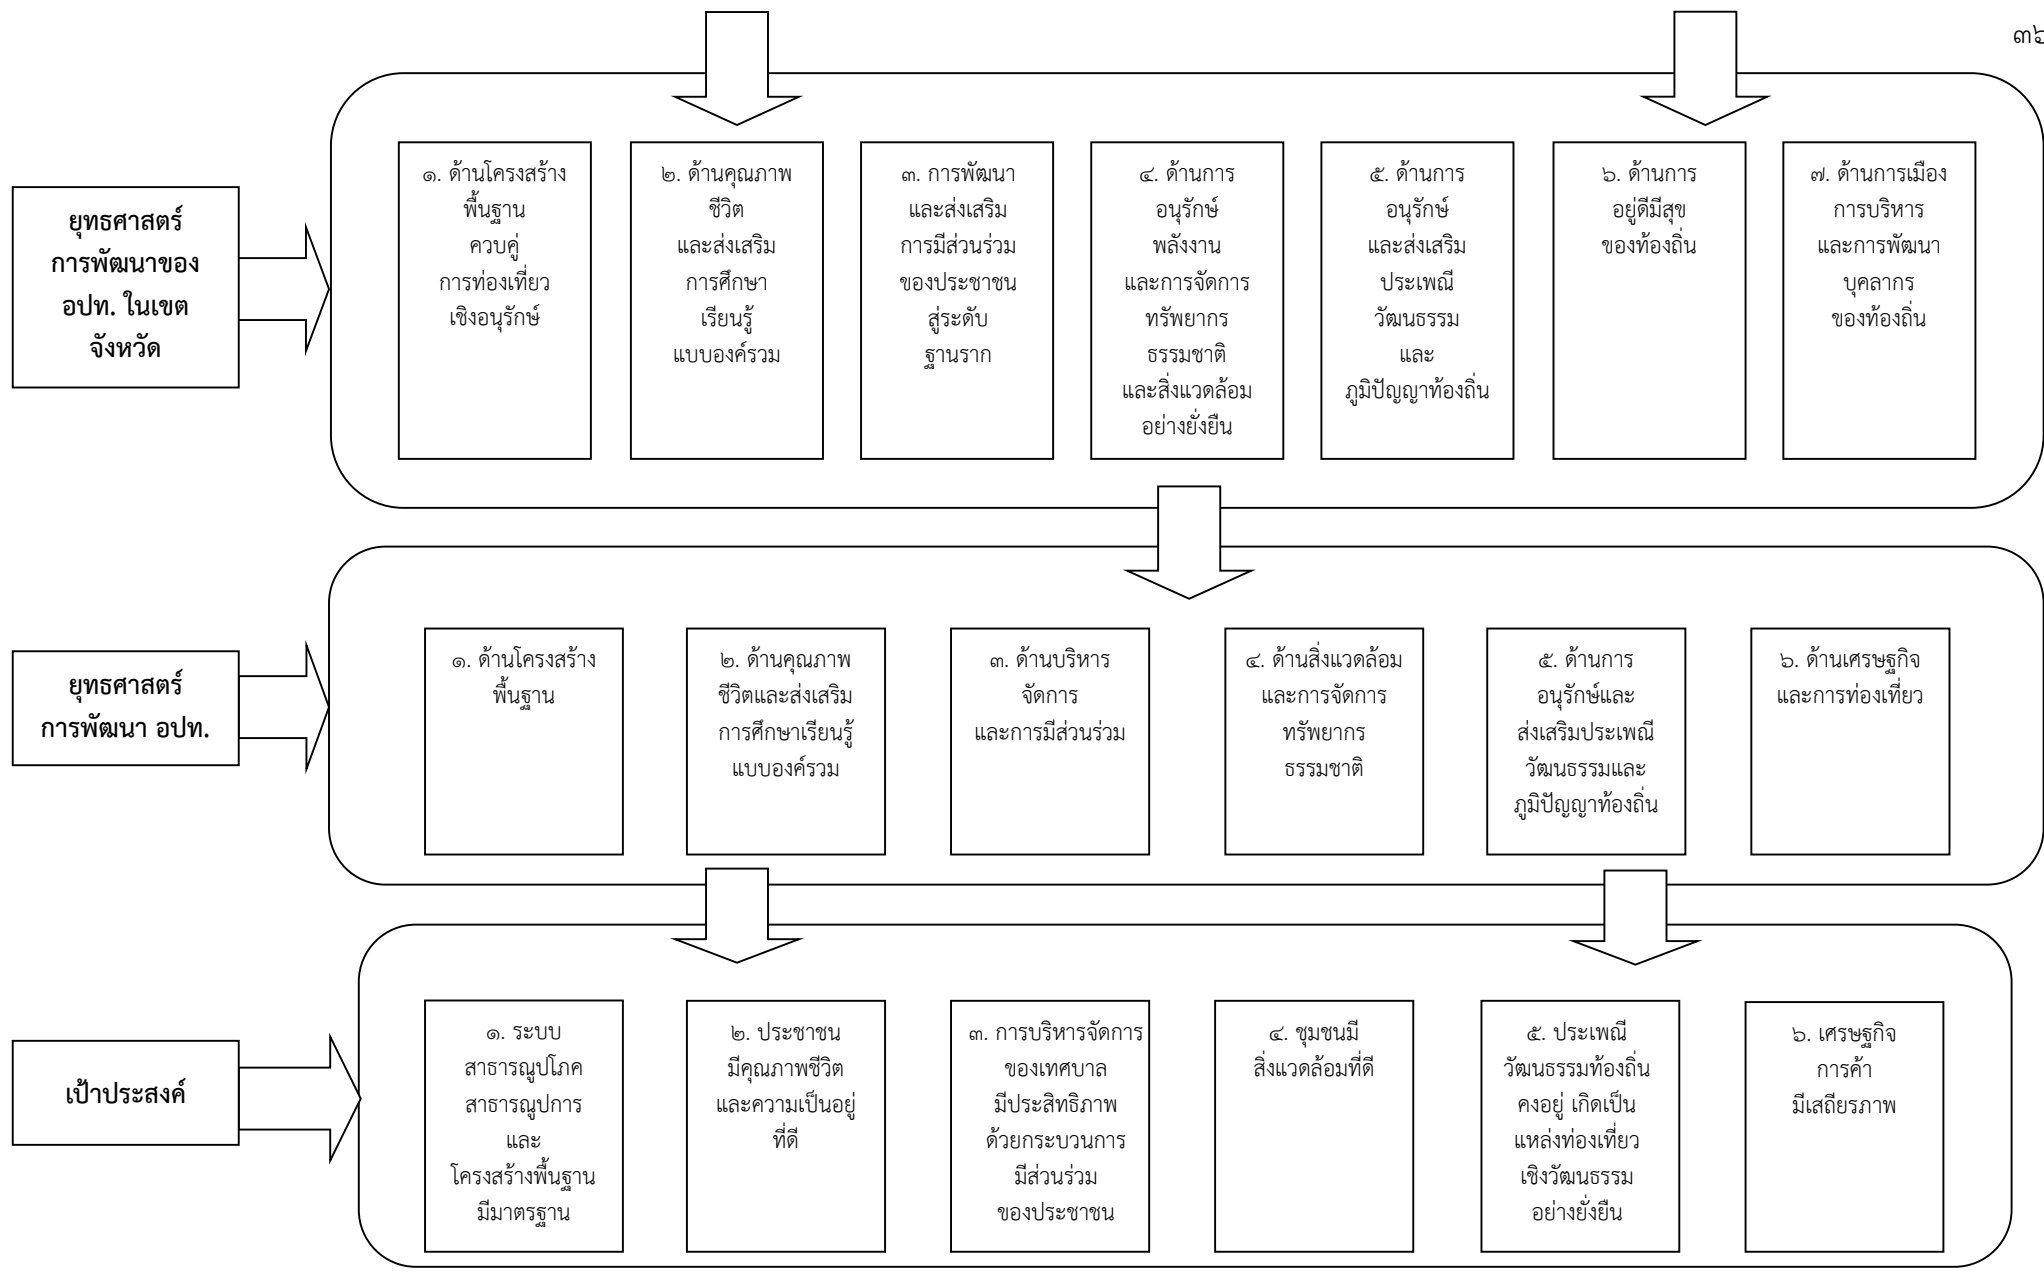 ๓๖
ยุทธศาสตร์
การพัฒนาของ
อปท. ในเขต
จังหวัด
๑. ด้านโครงสร้าง
พื้นฐาน
ควบคู่
การท่องเที่ยว
เชิงอนุรักษ์
๒. ด้านคุณภาพ
ชีวิต
และส่งเสริม
การศึกษา
เรียนรู้
แบบองค์รวม
๓. การพัฒนา
และส่งเสริม
การมีส่วนร่วม
ของประชาชน
สู่ระดับ
ฐานราก
๔. ด้านการ
อนุรักษ์
พลังงาน
และการจัดการ
ทรัพยากร
ธรรมชาติ
และสิ่งแวดล้อม
อย่างยั่งยืน
๕. ด้านการ
อนุรักษ์
และส่งเสริม
ประเพณี
วัฒนธรรม
และ
ภูมิปัญญาท้องถิ่น
๖. ด้านการ
อยู่ดีมีสุข
ของท้องถิ่น
๗. ด้านการเมือง
การบริหาร
และการพัฒนา
บุคลากร
ของท้องถิ่น
ยุทธศาสตร์
การพัฒนา อปท.
๑. ด้านโครงสร้าง
พื้นฐาน
๒. ด้านคุณภาพ
ชีวิตและส่งเสริม
การศึกษาเรียนรู้
แบบองค์รวม
๓. ด้านบริหาร
จัดการ
และการมีส่วนร่วม
๔. ด้านสิ่งแวดล้อม
และการจัดการ
ทรัพยากร
ธรรมชาติ
๕. ด้านการ
อนุรักษ์และ
ส่งเสริมประเพณี
วัฒนธรรมและ
ภูมิปัญญาท้องถิ่น
๖. ด้านเศรษฐกิจ
และการท่องเที่ยว
เป้าประสงค์
๑. ระบบ
สาธารณูปโภค
สาธารณูปการ
และ
โครงสร้างพื้นฐาน
มีมาตรฐาน
๒. ประชาชน
มีคุณภาพชีวิต
และความเป็นอยู่
ที่ดี
๓. การบริหารจัดการ
ของเทศบาล
มีประสิทธิภาพ
ด้วยกระบวนการ
มีส่วนร่วม
ของประชาชน
๔. ชุมชนมี
สิ่งแวดล้อมที่ดี
๕. ประเพณี
วัฒนธรรมท้องถิ่น
คงอยู่ เกิดเป็น
แหล่งท่องเที่ยว
เชิงวัฒนธรรม
อย่างยั่งยืน
๖. เศรษฐกิจ
การค้า
มีเสถียรภาพ